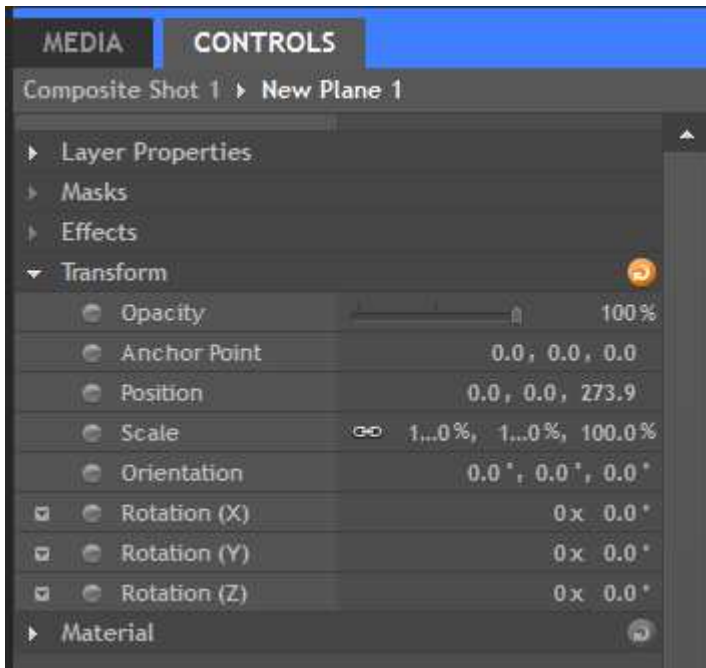 MEDIA CONTROLS
Composite Shot 1 ▸ New Plane 1
Layer Properties
Masks
Effects
Transform
Opacity 100%
Anchor Point 0.0, 0.0, 0.0
Position 0.0, 0.0, 273.9
Scale 1...0%, 1...0%, 100.0%
Orientation 0.0°, 0.0°, 0.0°
Rotation (X) 0x 0.0°
Rotation (Y) 0x 0.0°
Rotation (Z) 0x 0.0°
Material